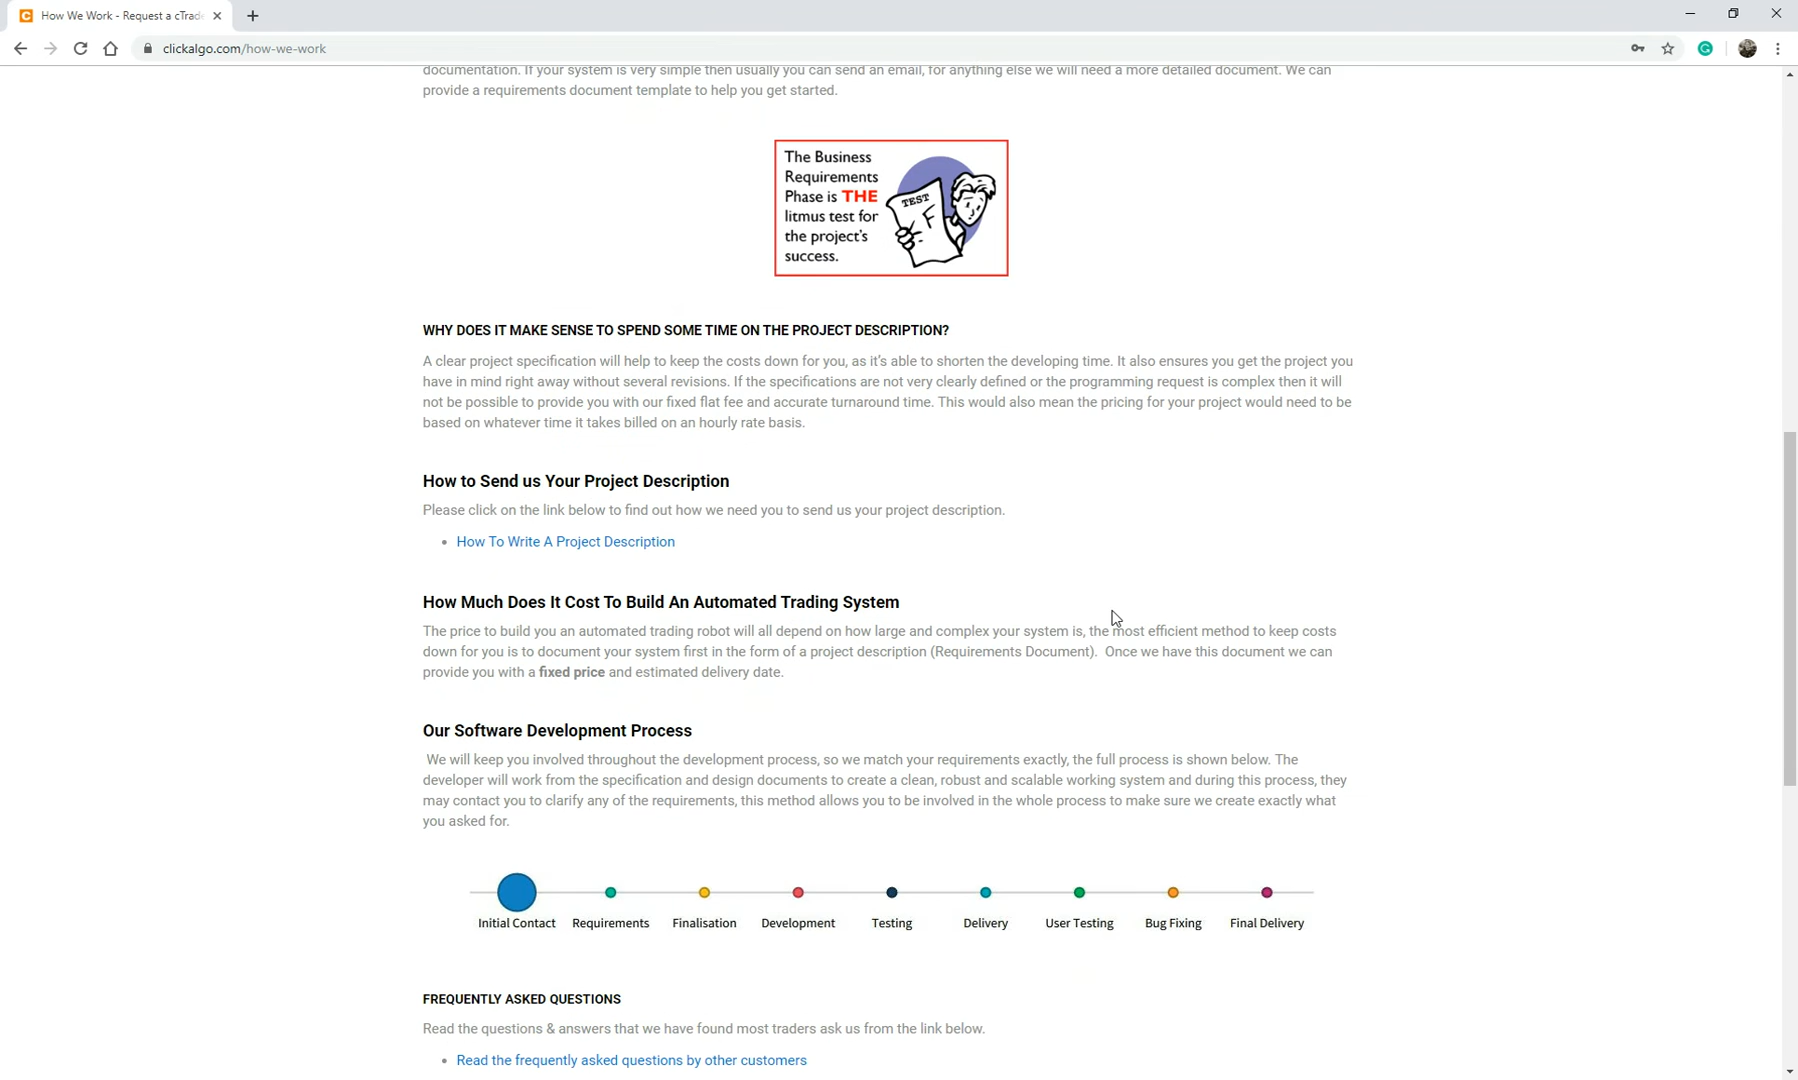 How We Work - Request a cTrade
clickalgo.com/how-we-work
documentation. If your system is very simple then usually you can send an email, for anything else we will need a more detailed document. We can
provide a requirements document template to help you get started.
The Business
Requirements
Phase is THE
litmus test for
the project's
success.
TEST
F
WHY DOES IT MAKE SENSE TO SPEND SOME TIME ON THE PROJECT DESCRIPTION?
A clear project specification will help to keep the costs down for you, as it's able to shorten the developing time. It also ensures you get the project you
have in mind right away without several revisions. If the specifications are not very clearly defined or the programming request is complex then it will
not be possible to provide you with our fixed flat fee and accurate turnaround time. This would also mean the pricing for your project would need to be
based on whatever time it takes billed on an hourly rate basis.
How to Send us Your Project Description
Please click on the link below to find out how we need you to send us your project description.
• How To Write A Project Description
How Much Does It Cost To Build An Automated Trading System
The price to build you an automated trading robot will all depend on how large and complex your system is, the most efficient method to keep costs
down for you is to document your system first in the form of a project description (Requirements Document). Once we have this document we can
provide you with a fixed price and estimated delivery date.
Our Software Development Process
We will keep you involved throughout the development process, so we match your requirements exactly, the full process is shown below. The
developer will work from the specification and design documents to create a clean, robust and scalable working system and during this process, they
may contact you to clarify any of the requirements, this method allows you to be involved in the whole process to make sure we create exactly what
you asked for.
Initial Contact Requirements Finalisation Development Testing Delivery User Testing Bug Fixing Final Delivery
FREQUENTLY ASKED QUESTIONS
Read the questions & answers that we have found most traders ask us from the link below.
• Read the frequently asked questions by other customers